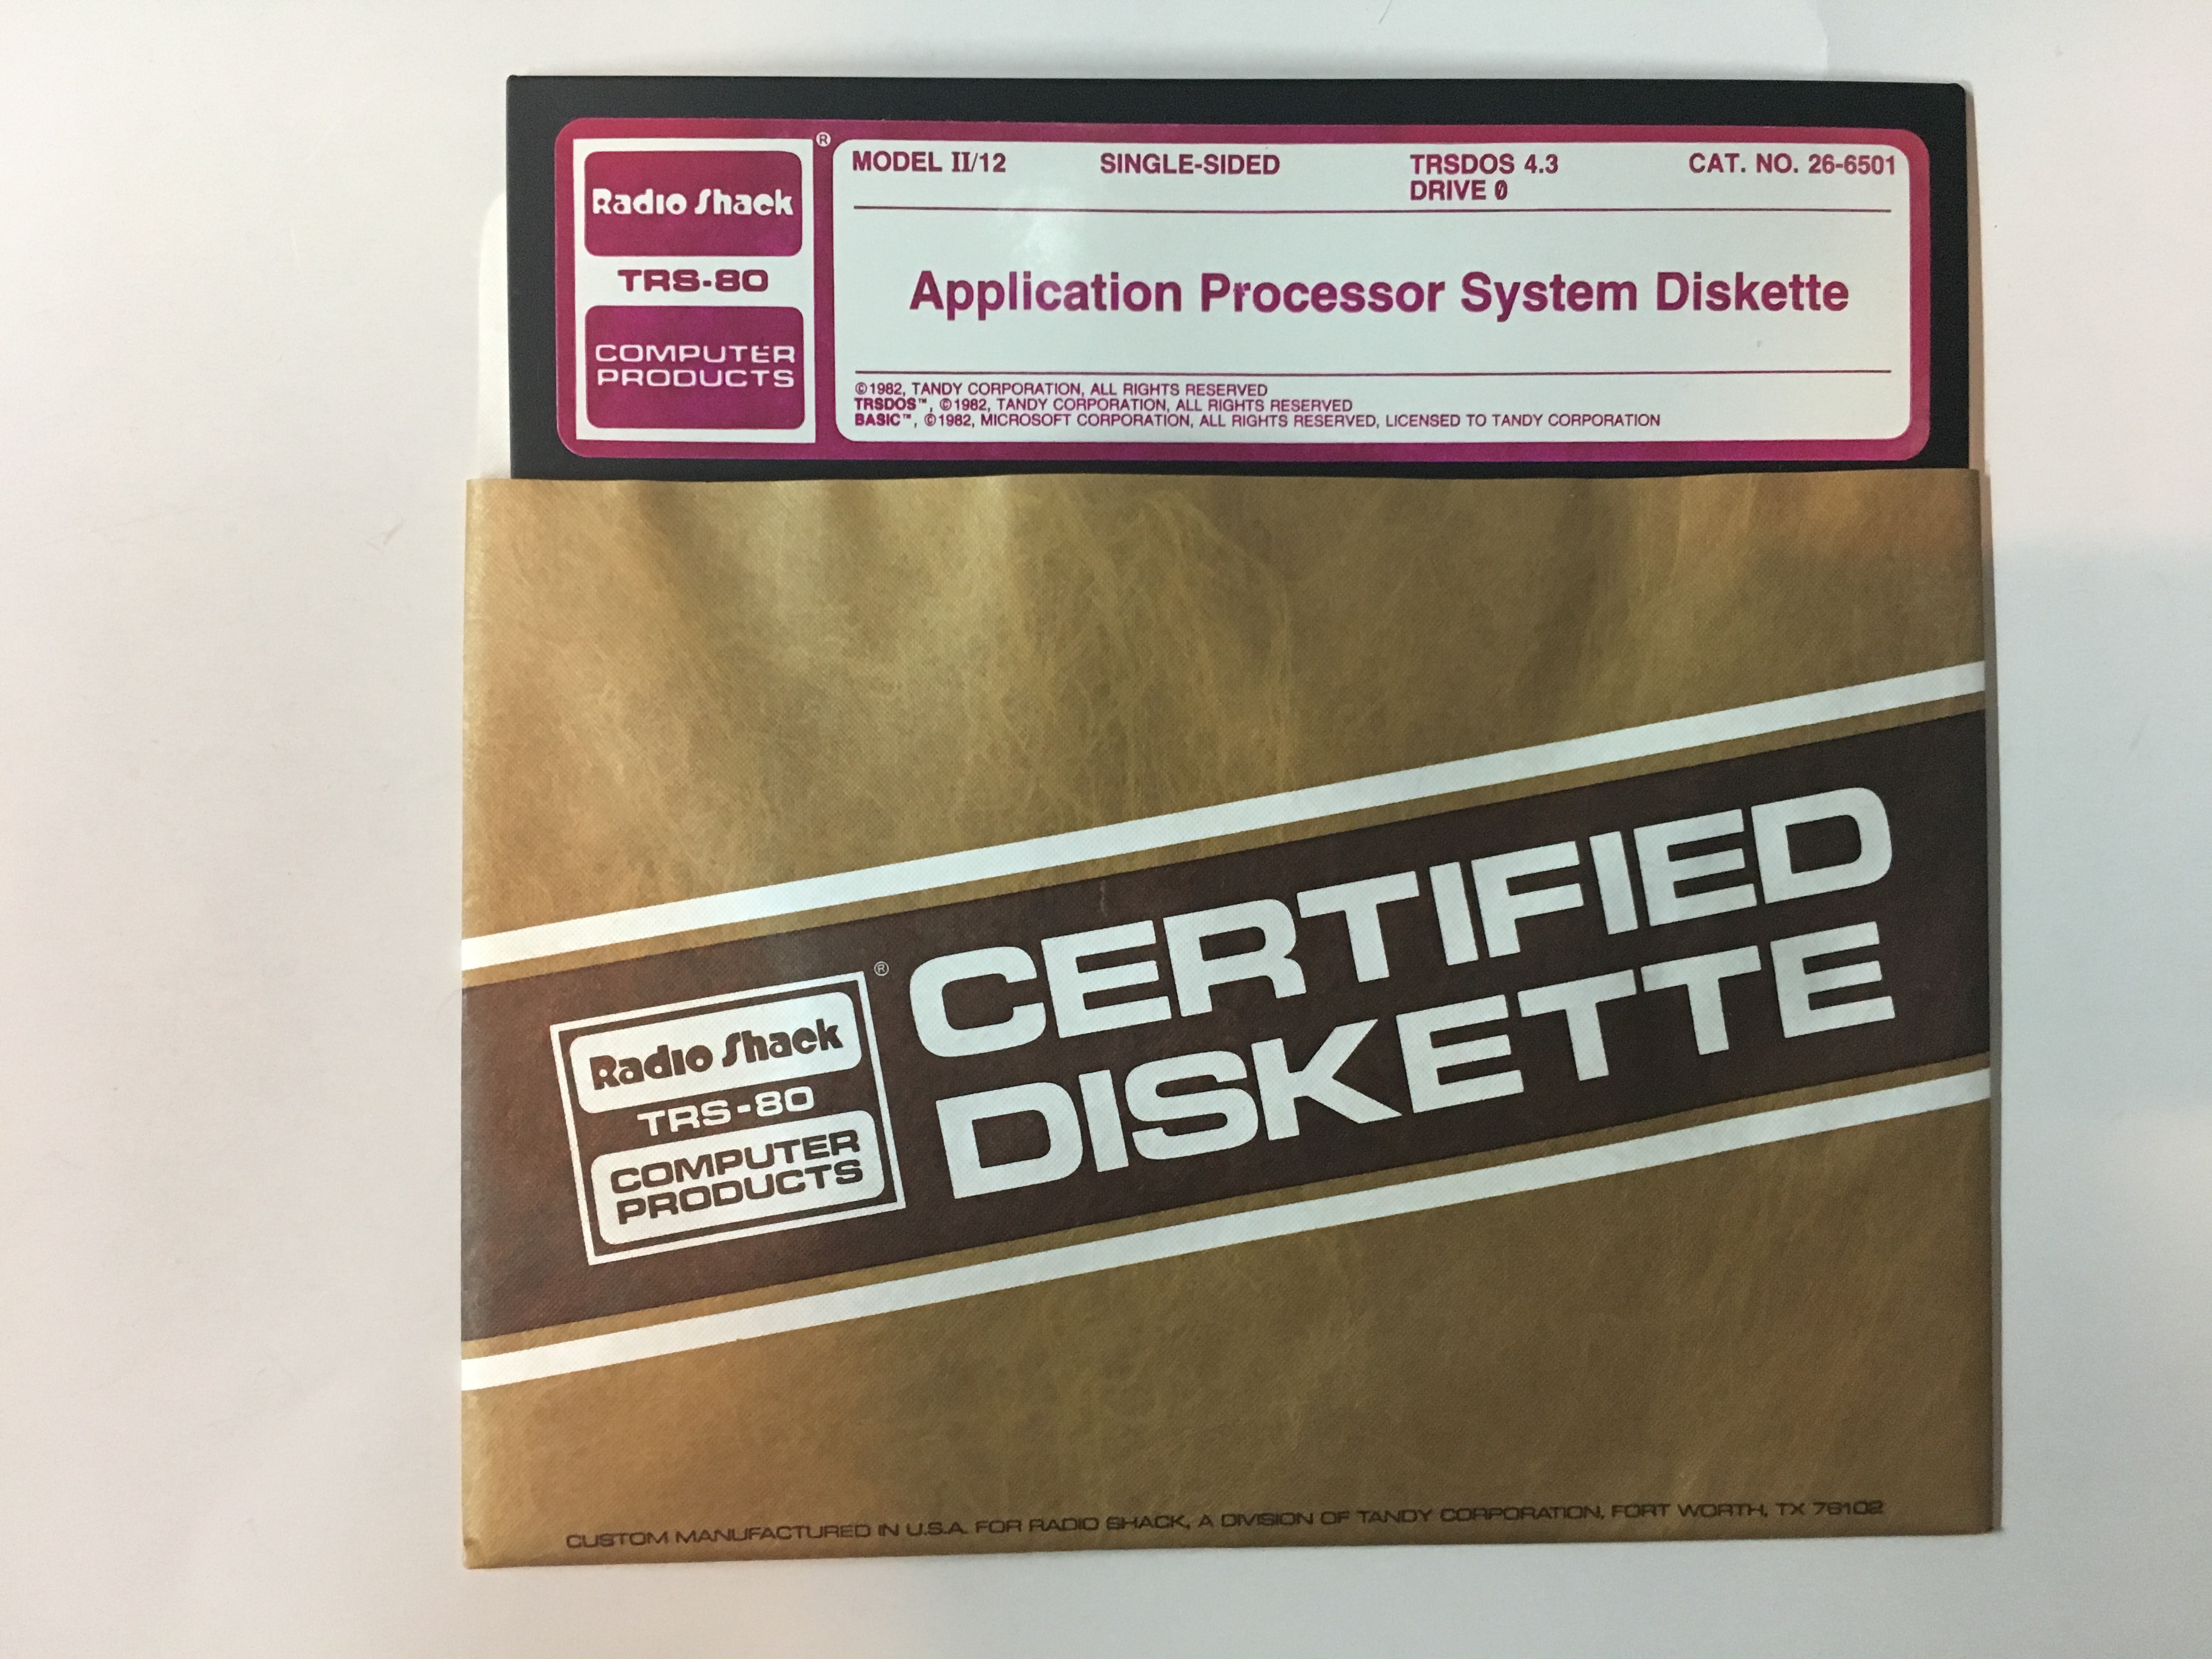 Radio Shack
®
TRS-80
COMPUTER
PRODUCTS
MODEL II/12 SINGLE-SIDED TRSDOS 4.3 CAT. NO. 26-6501
DRIVE 0
Application Processor System Diskette
©1982, TANDY CORPORATION, ALL RIGHTS RESERVED
TRSDOS™, ©1982, TANDY CORPORATION, ALL RIGHTS RESERVED
BASIC™, ©1982, MICROSOFT CORPORATION, ALL RIGHTS RESERVED, LICENSED TO TANDY CORPORATION
Radio Shack
®
TRS-80
COMPUTER
PRODUCTS
CERTIFIED
DISKETTE
CUSTOM MANUFACTURED IN U.S.A. FOR RADIO SHACK, A DIVISION OF TANDY CORPORATION, FORT WORTH, TX 76102